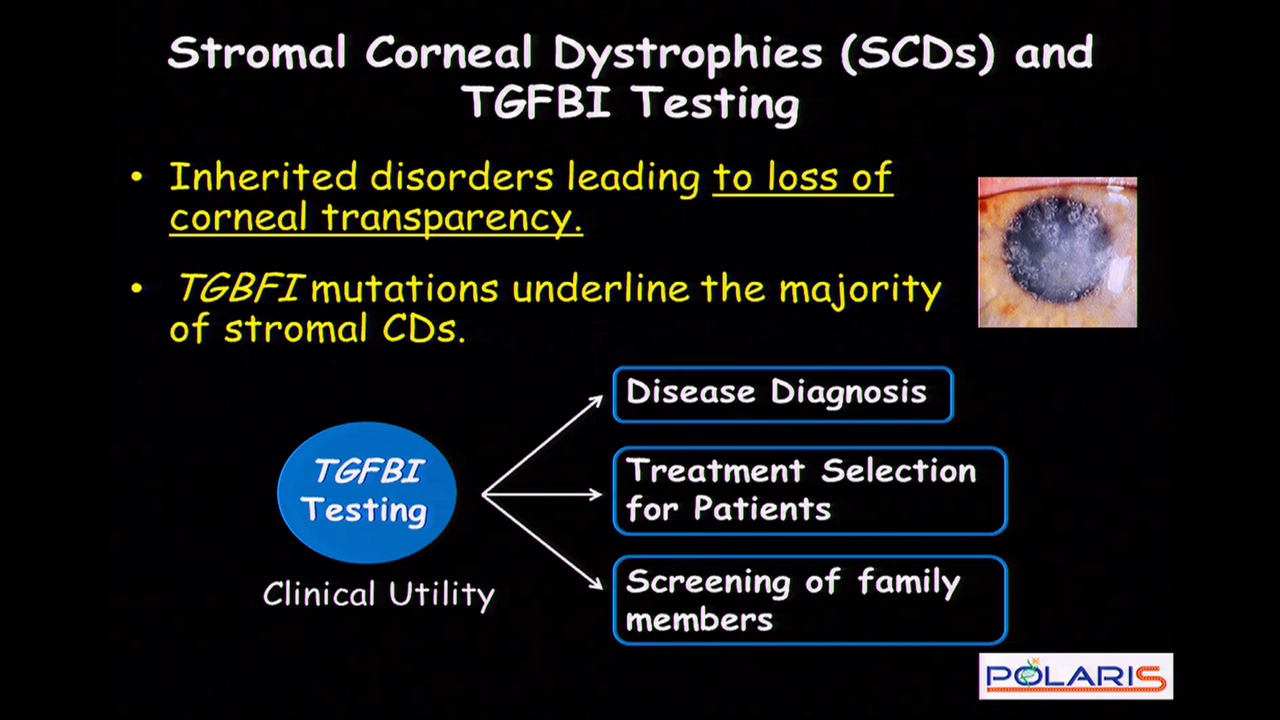 Stromal Corneal Dystrophies (SCDs) and
TGFBI Testing
• Inherited disorders leading to loss of
corneal transparency.
• TGBFI mutations underline the majority
of stromal CDs.
Disease Diagnosis
TGFBI
Testing
Treatment Selection
for Patients
Clinical Utility
Screening of family
members
POLARIS